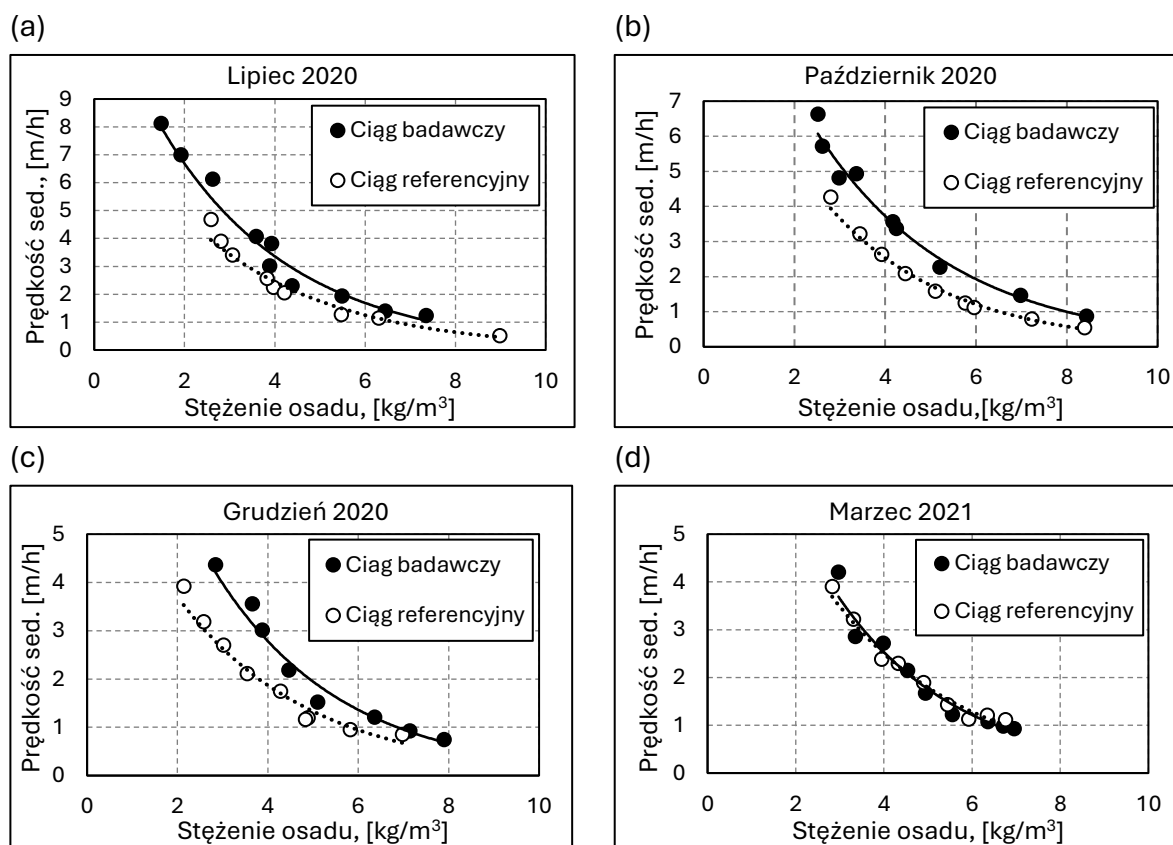 (a)
Lipiec 2020
Prędkość sed., [m/h]
9
8
7
6
5
4
3
2
1
0
Ciąg badawczy
Ciąg referencyjny
0 2 4 6 8 10
Stężenie osadu, [kg/m³]
(b)
Październik 2020
Prędkość sed. [m/h]
7
6
5
4
3
2
1
0
Ciąg badawczy
Ciąg referencyjny
0 2 4 6 8 10
Stężenie osadu,[kg/m³]
(c)
Grudzień 2020
Prędkość sed. [m/h]
5
4
3
2
1
0
Ciag badawczy
Ciąg referencyjny
0 2 4 6 8 10
Stężenie osadu, [kg/m³]
(d)
Marzec 2021
Prędkość sed. [m/h]
5
4
3
2
1
0
Ciąg badawczy
Ciąg referencyjny
0 2 4 6 8 10
Stężenie osadu, [kg/m³]